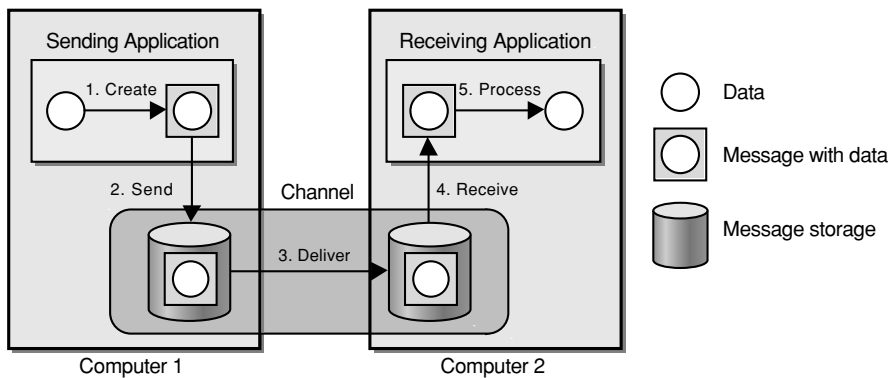 Sending Application
Receiving Application
1. Create
5. Process
Data
Message with data
2. Send
Channel
4. Receive
Message storage
3. Deliver
Computer 1
Computer 2